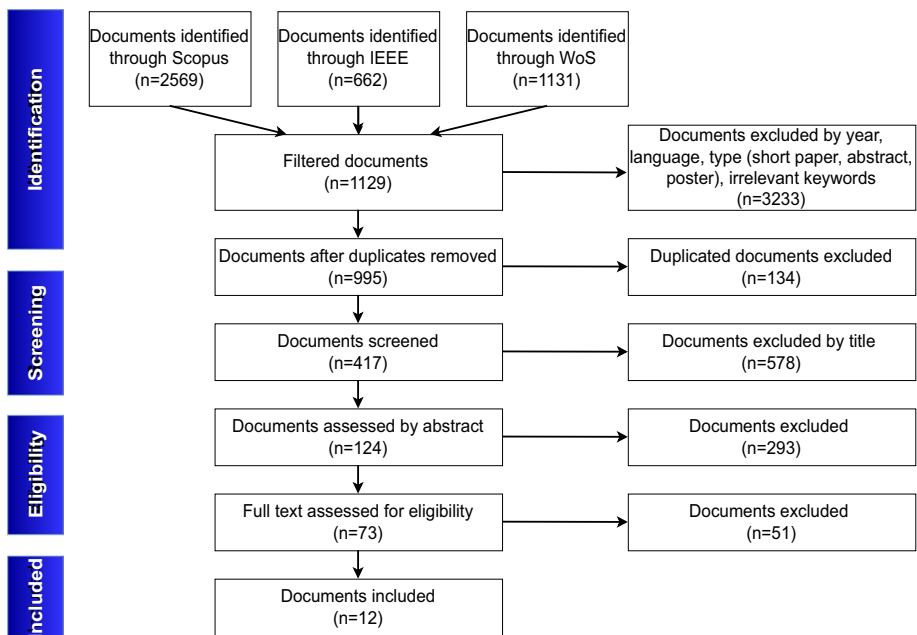 Documents identified
through Scopus
(n=2569)
Documents identified
through IEEE
(n=662)
Documents identified
through WoS
(n=1131)
Identification
Filtered documents
(n=1129)
Documents excluded by year,
language, type (short paper, abstract,
poster), irrelevant keywords
(n=3233)
Documents after duplicates removed
(n=995)
Duplicated documents excluded
(n=134)
Screening
Documents screened
(n=417)
Documents excluded by title
(n=578)
Eligibility
Documents assessed by abstract
(n=124)
Documents excluded
(n=293)
Full text assessed for eligibility
(n=73)
Documents excluded
(n=51)
Included
Documents included
(n=12)